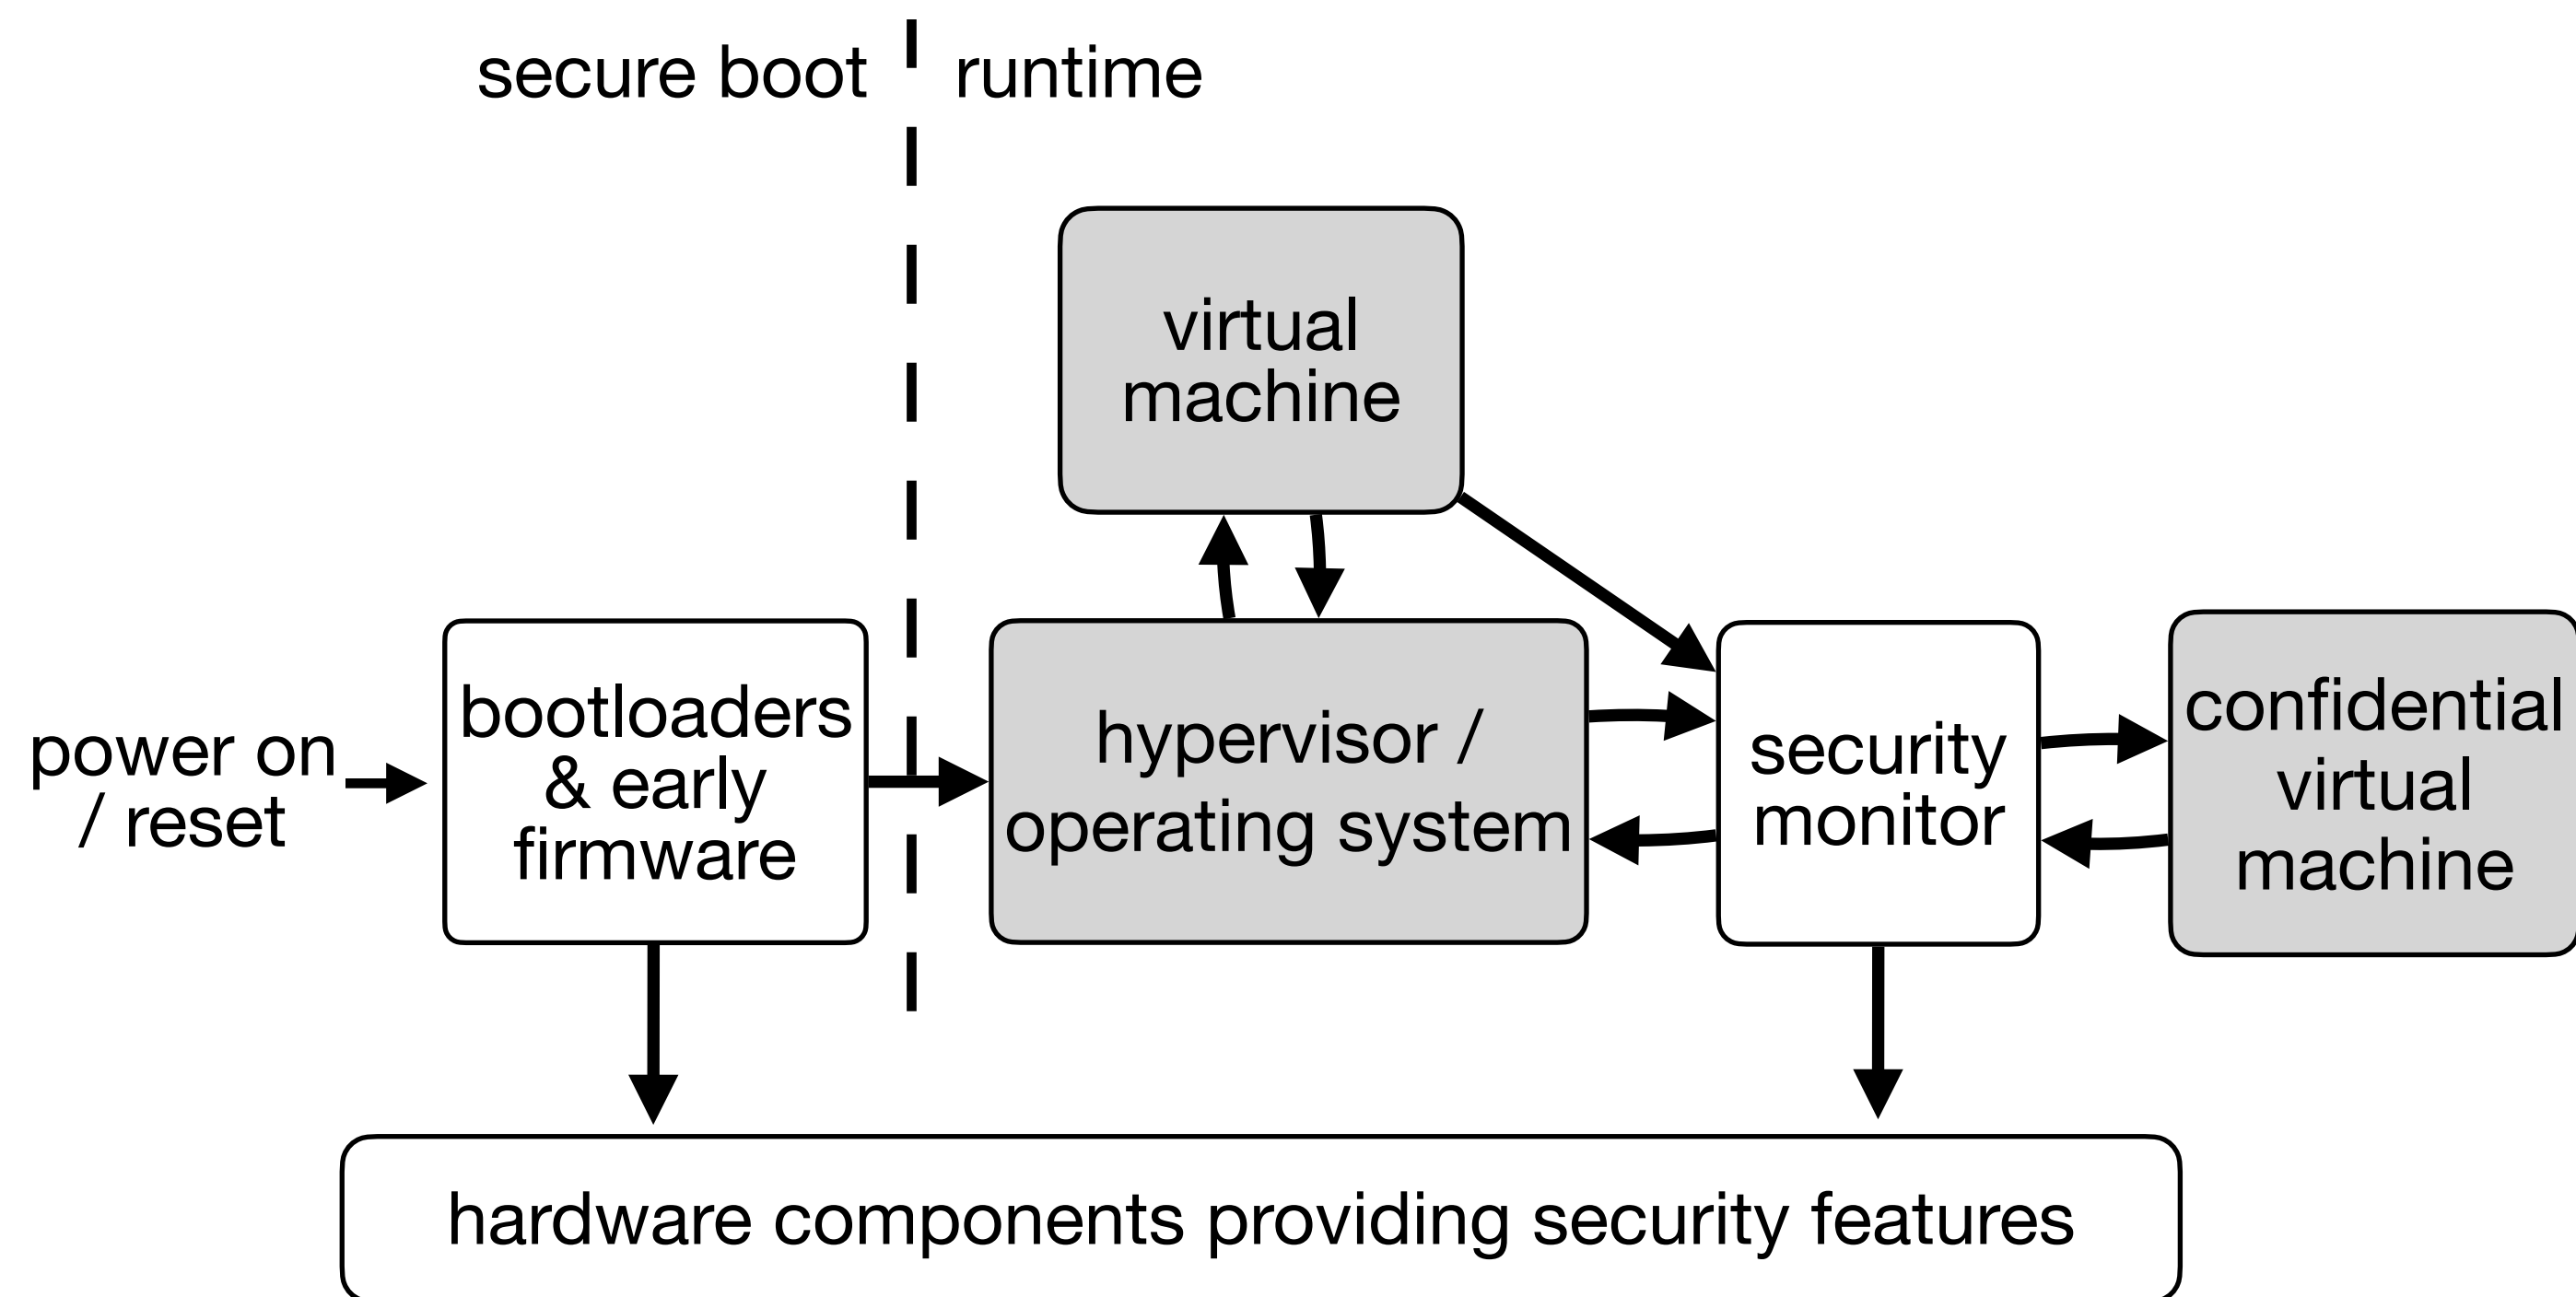 secure boot
runtime
virtual
machine
power on
/ reset
bootloaders
& early
firmware
hypervisor /
operating system
security
monitor
confidential
virtual
machine
hardware components providing security features